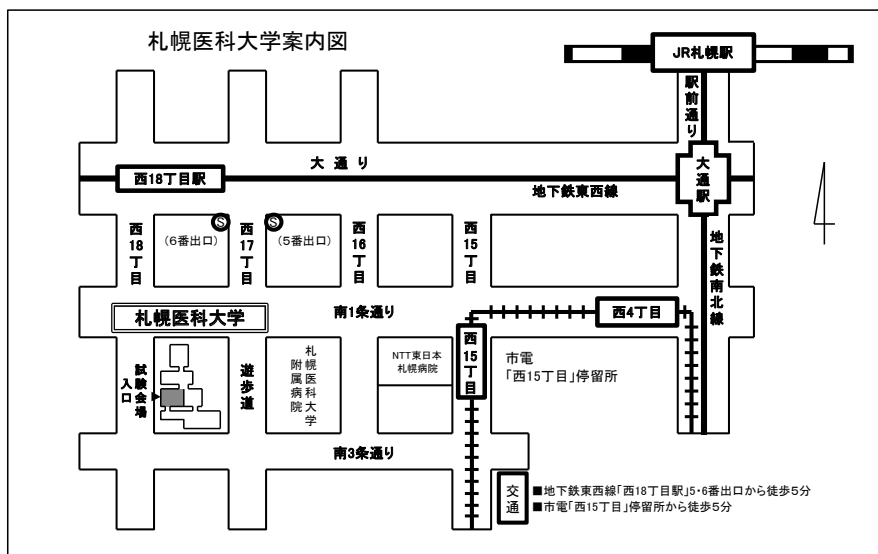 札幌医科大学案内図
JR札幌駅
駅前通り
大通り
西18丁目駅
地下鉄東西線
大通駅
S
S
(6番出口)
(5番出口)
西18丁目
西17丁目
西16丁目
西15丁目
地下鉄南北線
札幌医科大学
南1条通り
西4丁目
西15丁目
市電
「西15丁目」停留所
試験会場
入口
遊歩道
札幌医科大学
附属病院
NTT東日本
札幌病院
南3条通り
交通
■地下鉄東西線「西18丁目駅」5・6番出口から徒歩5分
■市電「西15丁目」停留所から徒歩5分